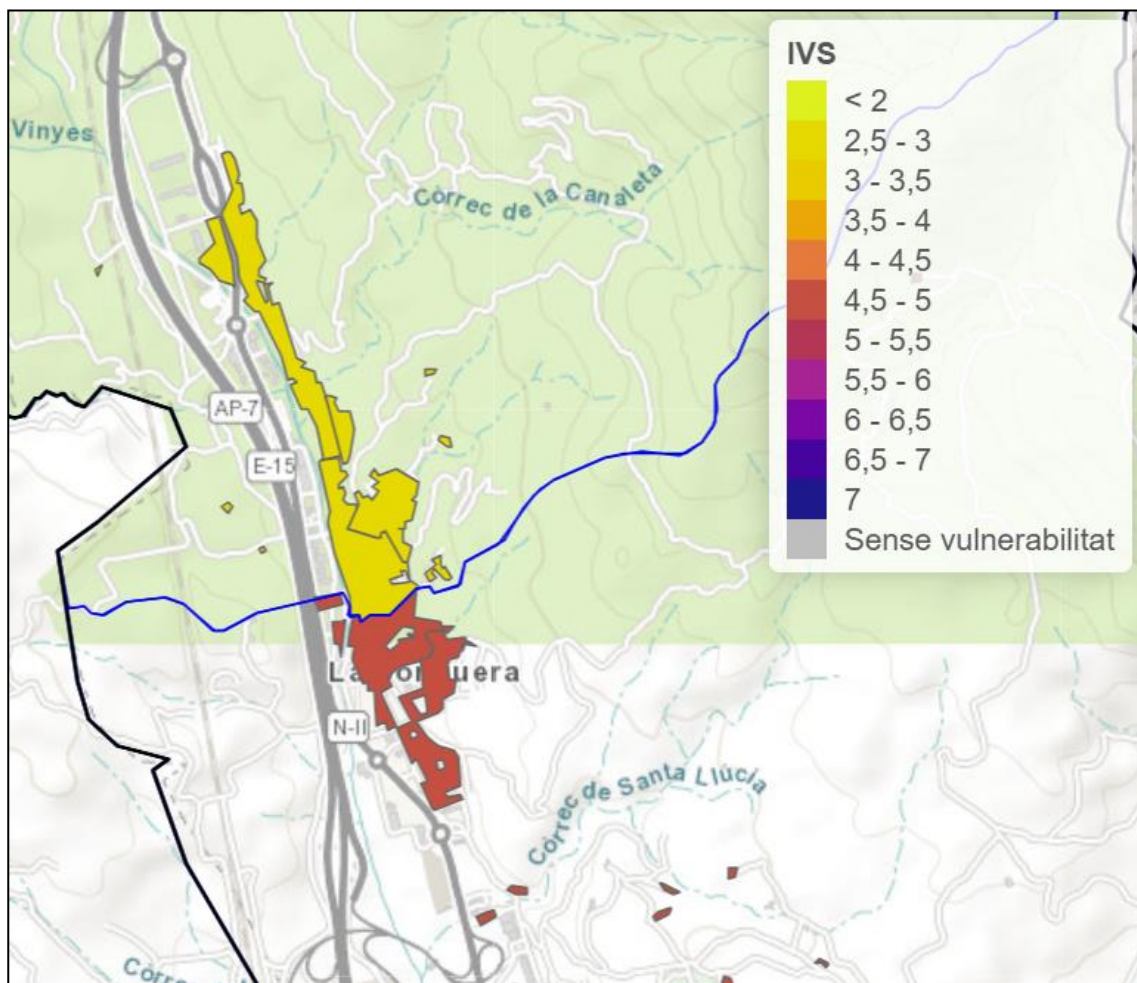 IVS
< 2
2,5 - 3
3 - 3,5
3,5 - 4
4 - 4,5
4,5 - 5
5 - 5,5
5,5 - 6
6 - 6,5
6,5 - 7
7
Sense vulnerabilitat
Vinyes
Còrrec de la Canaleta
AP-7
E-15
N-II
Còrrec de Santa Llúcia